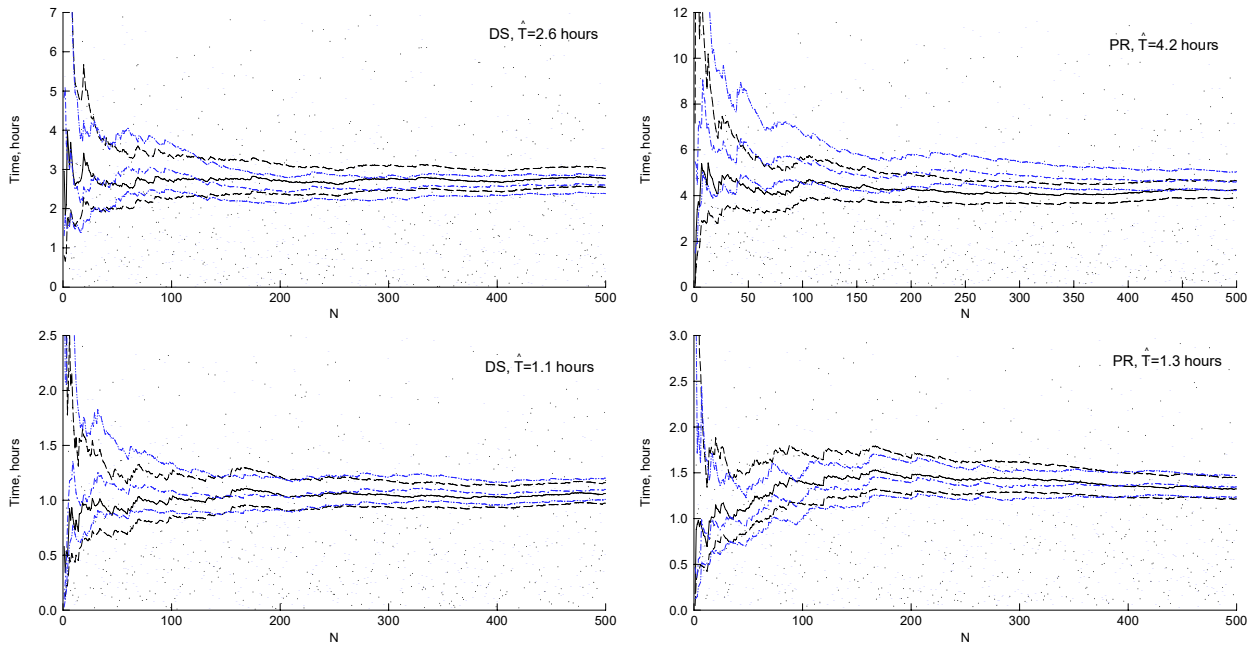 7
6
5
4
3
2
1
0
Time, hours
DS, T̂=2.6 hours
0 100 200 300 400 500
N
12
10
8
6
4
2
0
Time, hours
PR, T̂=4.2 hours
0 50 100 150 200 250 300 350 400 450 500
N
2.5
2.0
1.5
1.0
0.5
0.0
Time, hours
DS, T̂=1.1 hours
0 100 200 300 400 500
N
3.0
2.5
2.0
1.5
1.0
0.5
0.0
Time, hours
PR, T̂=1.3 hours
0 100 200 300 400 500
N